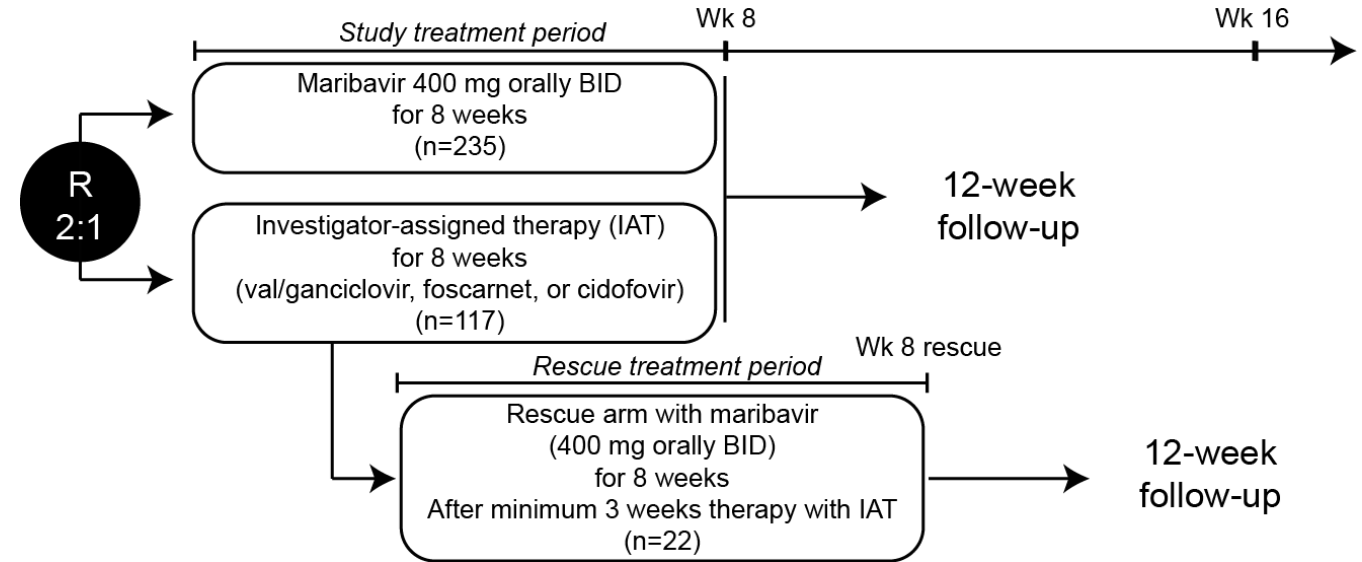 Study treatment period
Wk 8
Wk 16
R
2:1
Maribavir 400 mg orally BID
for 8 weeks
(n=235)
Investigator-assigned therapy (IAT)
for 8 weeks
(val/ganciclovir, foscarnet, or cidofovir)
(n=117)
12-week
follow-up
Rescue treatment period
Wk 8 rescue
Rescue arm with maribavir
(400 mg orally BID)
for 8 weeks
After minimum 3 weeks therapy with IAT
(n=22)
12-week
follow-up